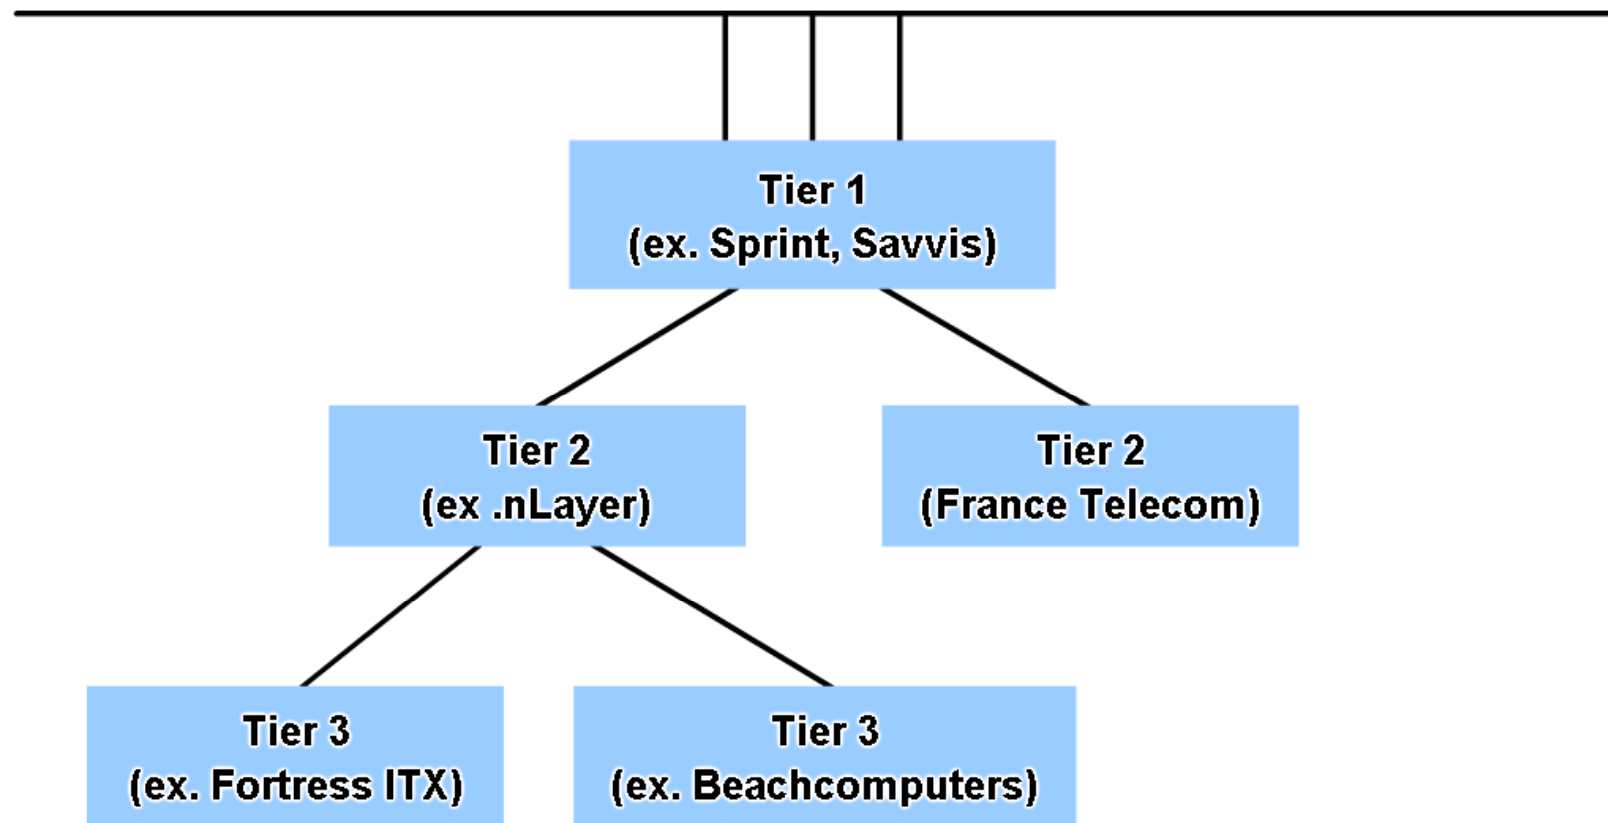 Tier 1
(ex. Sprint, Savvis)
Tier 2
(ex .nLayer)
Tier 2
(France Telecom)
Tier 3
(ex. Fortress ITX)
Tier 3
(ex. Beachcomputers)